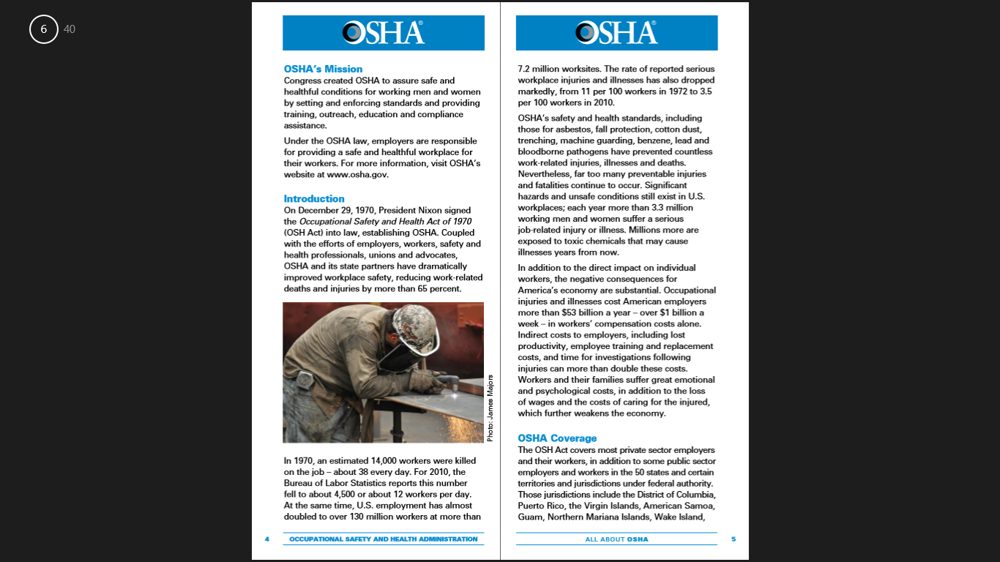 6 40
OSHA®
OSHA's Mission
Congress created OSHA to assure safe and
healthful conditions for working men and women
by setting and enforcing standards and providing
training, outreach, education and compliance
assistance.
Under the OSHA law, employers are responsible
for providing a safe and healthful workplace for
their workers. For more information, visit OSHA's
website at www.osha.gov.
Introduction
On December 29, 1970, President Nixon signed
the Occupational Safety and Health Act of 1970
(OSH Act) into law, establishing OSHA. Coupled
with the efforts of employers, workers, safety and
health professionals, unions and advocates,
OSHA and its state partners have dramatically
improved workplace safety, reducing work-related
deaths and injuries by more than 65 percent.
Photo: James Majors
In 1970, an estimated 14,000 workers were killed
on the job – about 38 every day. For 2010, the
Bureau of Labor Statistics reports this number
fell to about 4,500 or about 12 workers per day.
At the same time, U.S. employment has almost
doubled to over 130 million workers at more than
4 OCCUPATIONAL SAFETY AND HEALTH ADMINISTRATION
OSHA®
7.2 million worksites. The rate of reported serious
workplace injuries and illnesses has also dropped
markedly, from 11 per 100 workers in 1972 to 3.5
per 100 workers in 2010.
OSHA's safety and health standards, including
those for asbestos, fall protection, cotton dust,
trenching, machine guarding, benzene, lead and
bloodborne pathogens have prevented countless
work-related injuries, illnesses and deaths.
Nevertheless, far too many preventable injuries
and fatalities continue to occur. Significant
hazards and unsafe conditions still exist in U.S.
workplaces; each year more than 3.3 million
working men and women suffer a serious
job-related injury or illness. Millions more are
exposed to toxic chemicals that may cause
illnesses years from now.
In addition to the direct impact on individual
workers, the negative consequences for
America's economy are substantial. Occupational
injuries and illnesses cost American employers
more than $53 billion a year – over $1 billion a
week – in workers' compensation costs alone.
Indirect costs to employers, including lost
productivity, employee training and replacement
costs, and time for investigations following
injuries can more than double these costs.
Workers and their families suffer great emotional
and psychological costs, in addition to the loss
of wages and the costs of caring for the injured,
which further weakens the economy.
OSHA Coverage
The OSH Act covers most private sector employers
and their workers, in addition to some public sector
employers and workers in the 50 states and certain
territories and jurisdictions under federal authority.
Those jurisdictions include the District of Columbia,
Puerto Rico, the Virgin Islands, American Samoa,
Guam, Northern Mariana Islands, Wake Island,
ALL ABOUT OSHA 5